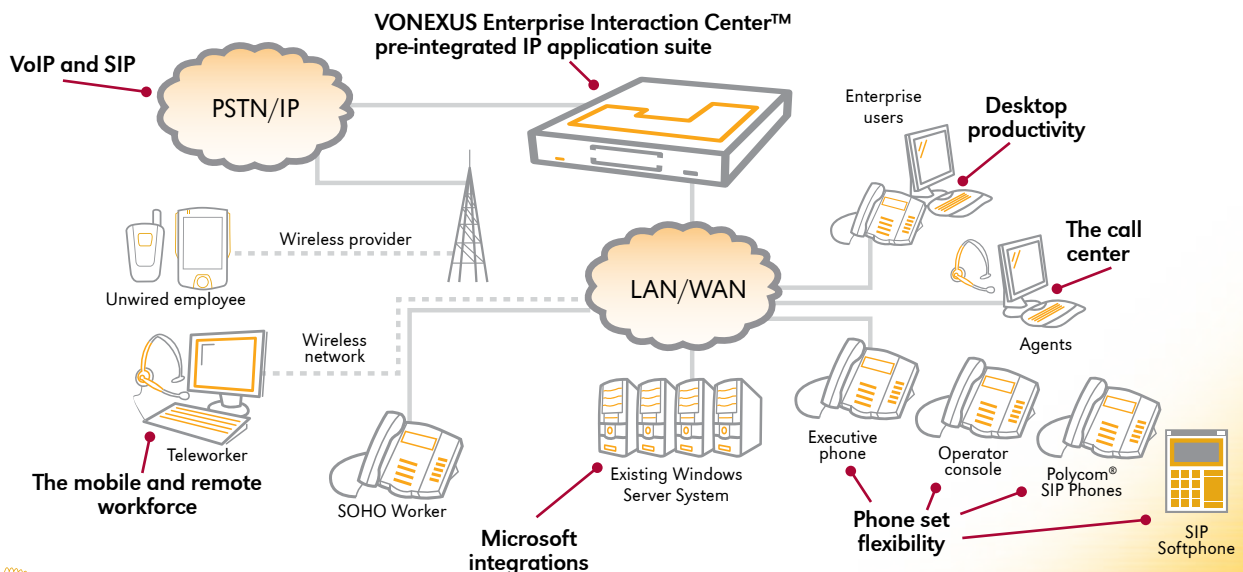 VONEXUS Enterprise Interaction Center™
pre-integrated IP application suite
VoIP and SIP
PSTN/IP
Enterprise
users
Desktop
productivity
Wireless provider
Unwired employee
The call
center
LAN/WAN
Agents
Wireless
network
Teleworker
The mobile and remote
workforce
SOHO Worker
Existing Windows
Server System
Microsoft
integrations
Executive
phone
Operator
console
Polycom®
SIP Phones
Phone set
flexibility
SIP
Softphone